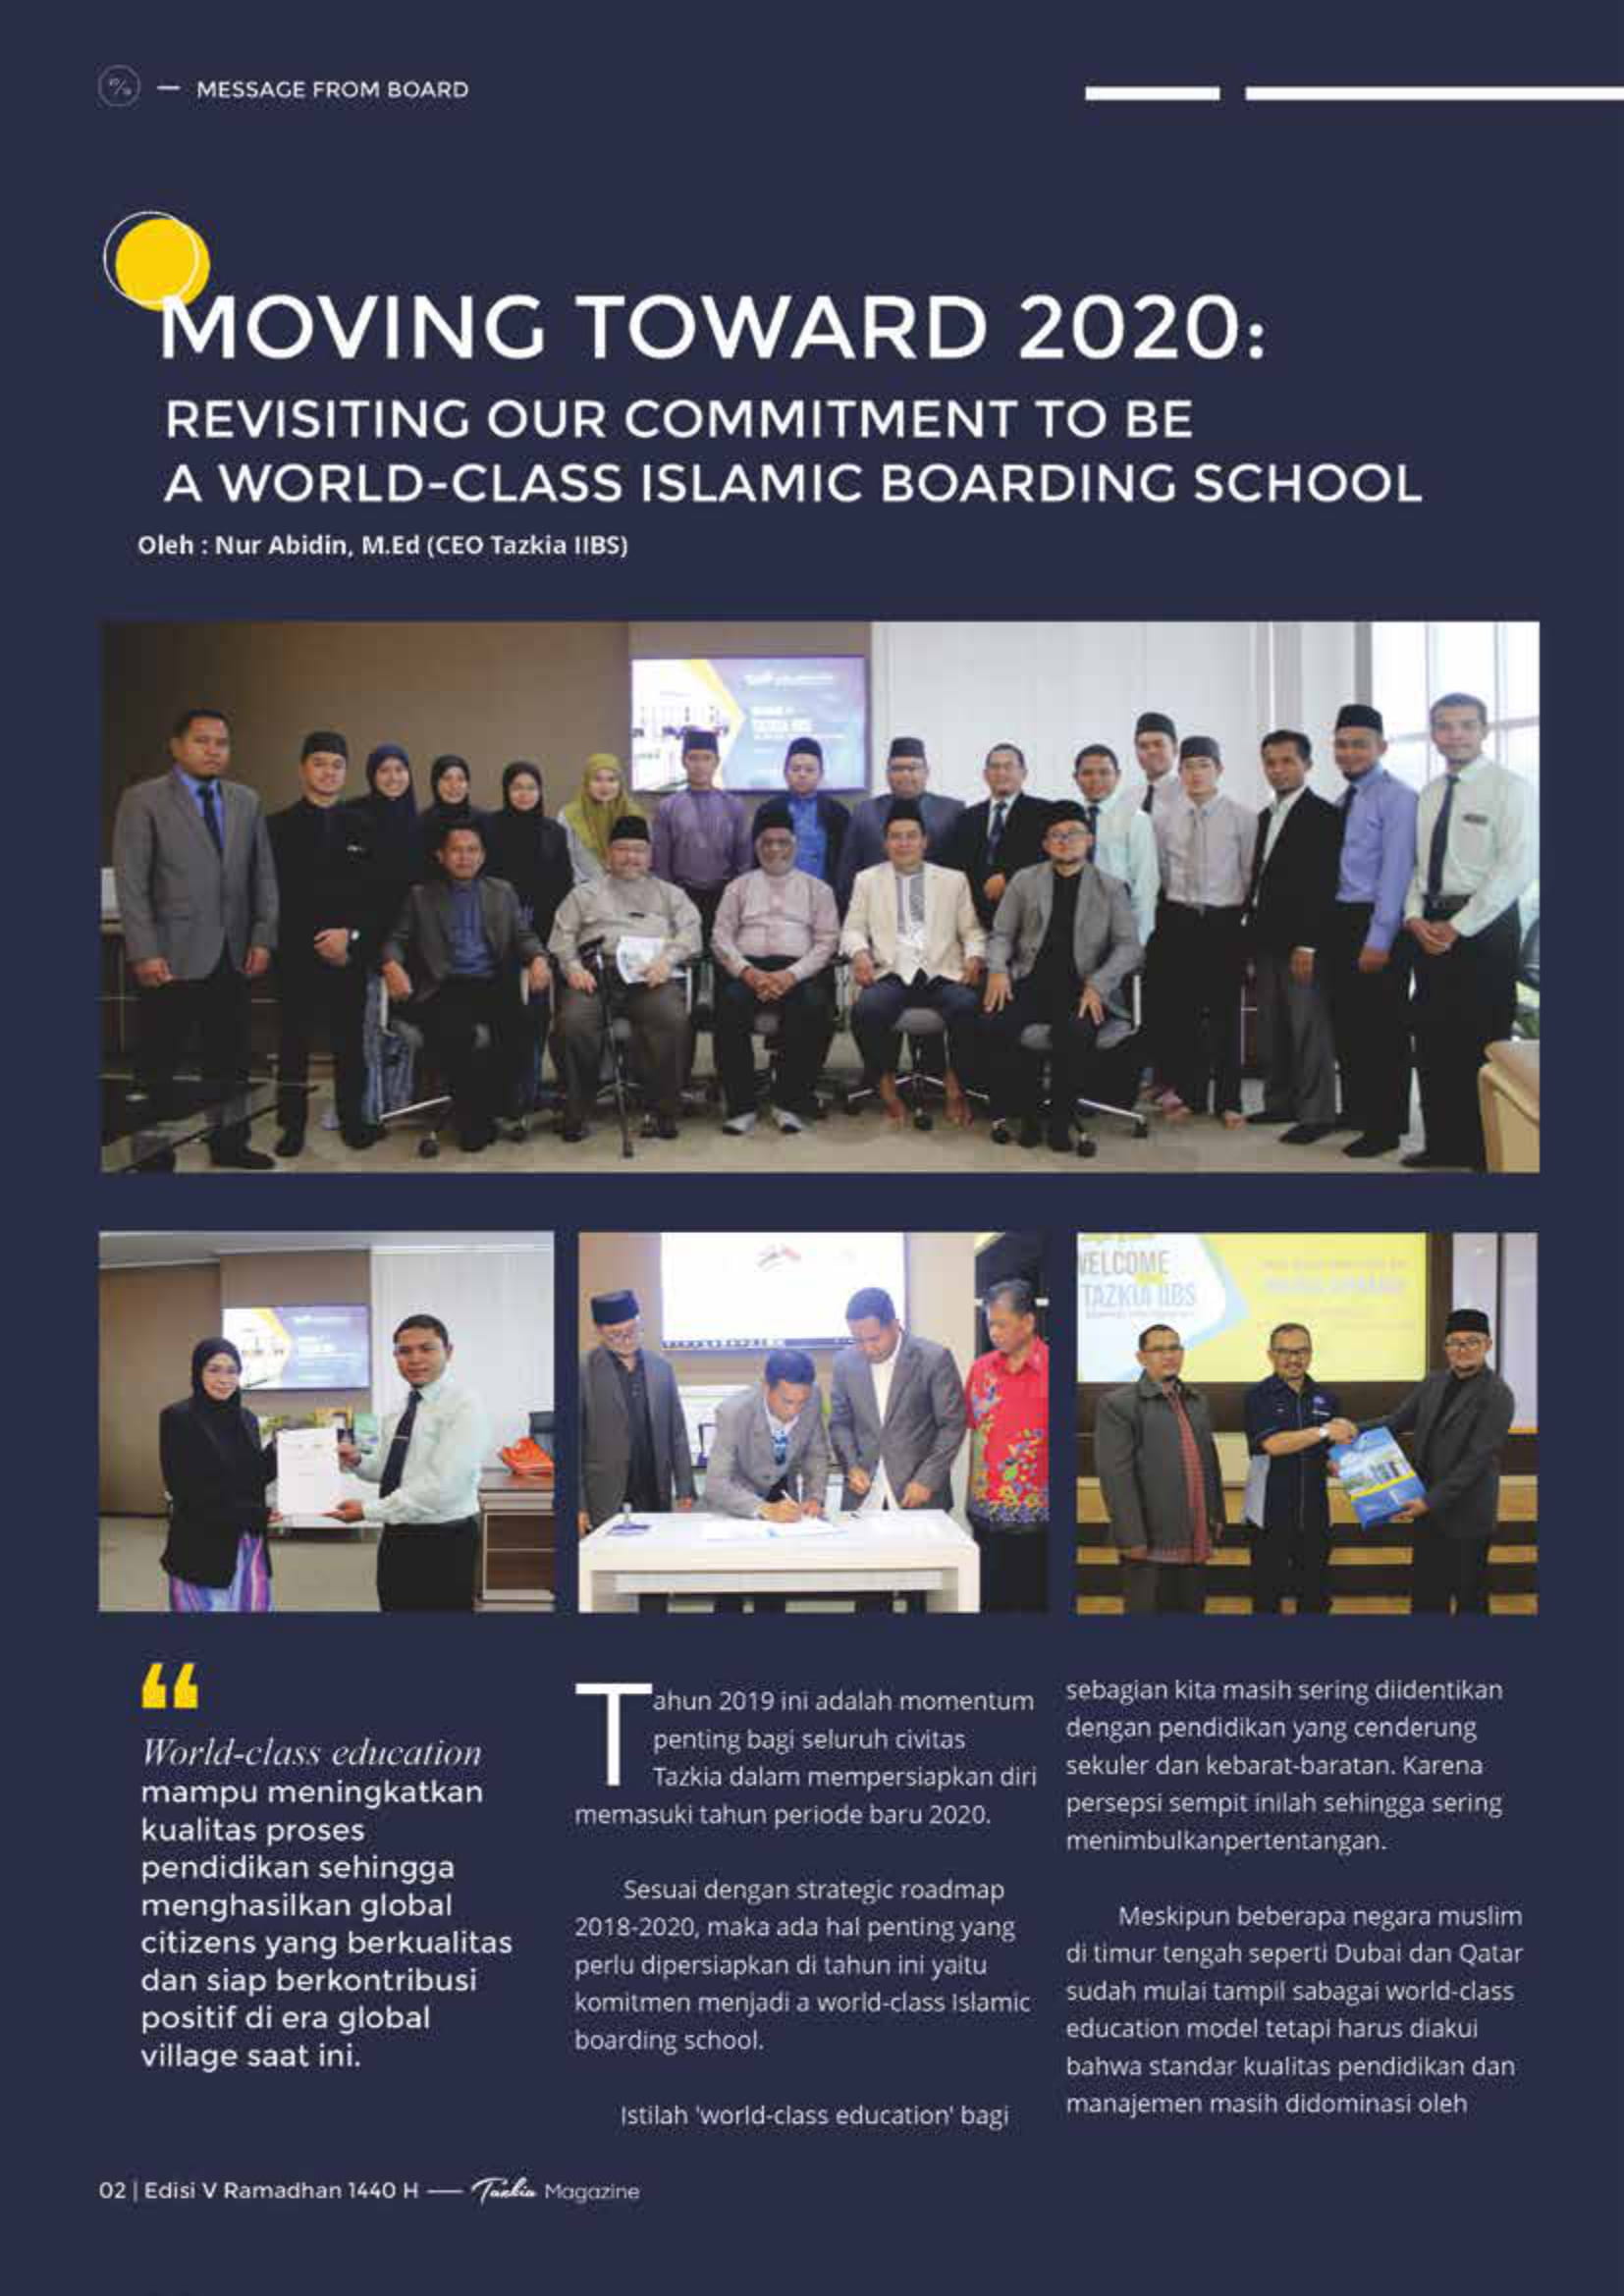 MESSAGE FROM BOARD
MOVING TOWARD 2020:
REVISITING OUR COMMITMENT TO BE
A WORLD-CLASS ISLAMIC BOARDING SCHOOL
Oleh : Nur Abidin, M.Ed (CEO Tazkia IIBS)
WELCOME
TAZKIA IIBS
“
World-class education
mampu meningkatkan
kualitas proses
pendidikan sehingga
menghasilkan global
citizens yang berkualitas
dan siap berkontribusi
positif di era global
village saat ini.
Tahun 2019 ini adalah momentum
penting bagi seluruh civitas
Tazkia dalam mempersiapkan diri
memasuki tahun periode baru 2020.
Sesuai dengan strategic roadmap
2018-2020, maka ada hal penting yang
perlu dipersiapkan di tahun ini yaitu
komitmen menjadi a world-class Islamic
boarding school.
Istilah 'world-class education' bagi
sebagian kita masih sering diidentikan
dengan pendidikan yang cenderung
sekuler dan kebarat-baratan. Karena
persepsi sempit inilah sehingga sering
menimbulkanpertentangan.
Meskipun beberapa negara muslim
di timur tengah seperti Dubai dan Qatar
sudah mulai tampil sabagai world-class
education model tetapi harus diakui
bahwa standar kualitas pendidikan dan
manajemen masih didominasi oleh
02 | Edisi V Ramadhan 1440 H — Tazkia Magazine